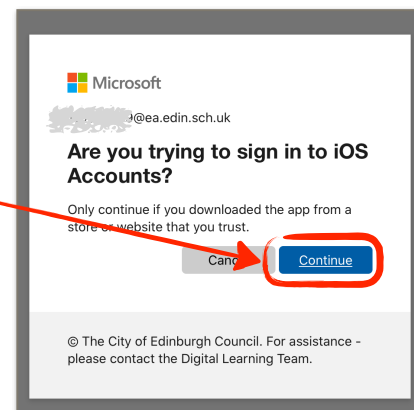 Microsoft
9@ea.edin.sch.uk
Are you trying to sign in to iOS
Accounts?
Only continue if you downloaded the app from a
store or website that you trust.
Continue
© The City of Edinburgh Council. For assistance -
please contact the Digital Learning Team.